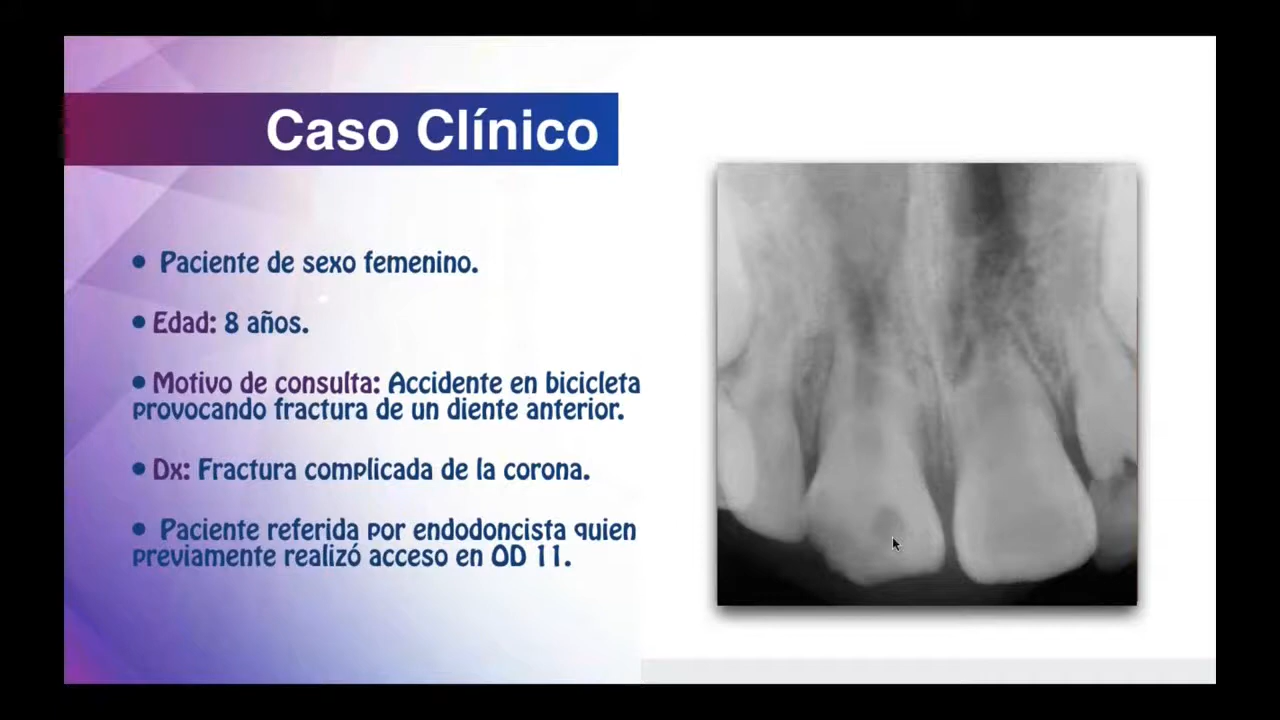 Caso Clínico
• Paciente de sexo femenino.
• Edad: 8 años.
• Motivo de consulta: Accidente en bicicleta
provocando fractura de un diente anterior.
• Dx: Fractura complicada de la corona.
• Paciente referida por endodoncista quien
previamente realizó acceso en OD 11.